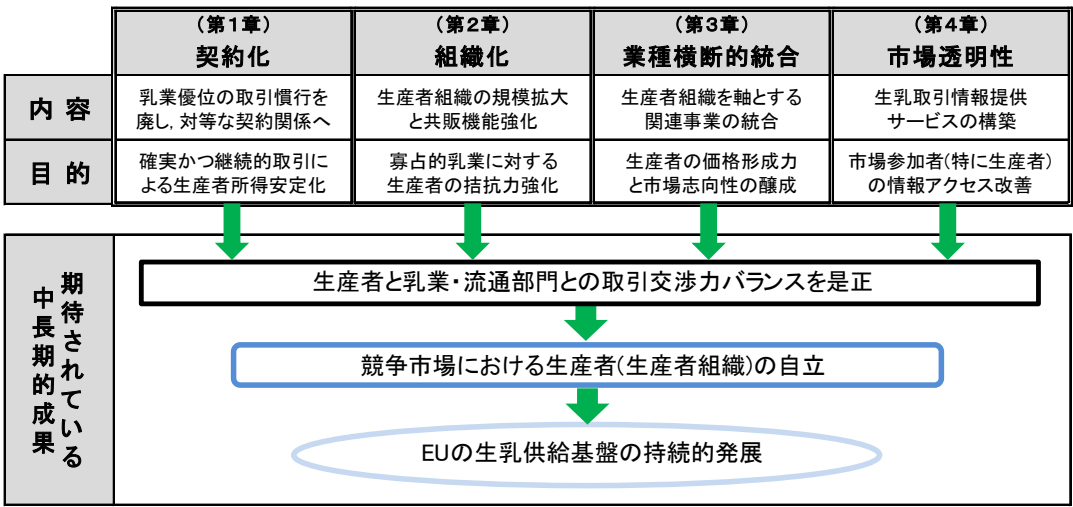 (第1章)
契約化
(第2章)
組織化
(第3章)
業種横断的統合
(第4章)
市場透明性
内 容
乳業優位の取引慣行を
廃し, 対等な契約関係へ
生産者組織の規模拡大
と共販機能強化
生産者組織を軸とする
関連事業の統合
生乳取引情報提供
サービスの構築
目 的
確実かつ継続的取引に
よる生産者所得安定化
寡占的乳業に対する
生産者の拮抗力強化
生産者の価格形成力
と市場志向性の醸成
市場参加者(特に生産者)
の情報アクセス改善
期待されている
中長期的成果
生産者と乳業・流通部門との取引交渉力バランスを是正
競争市場における生産者(生産者組織)の自立
EUの生乳供給基盤の持続的発展